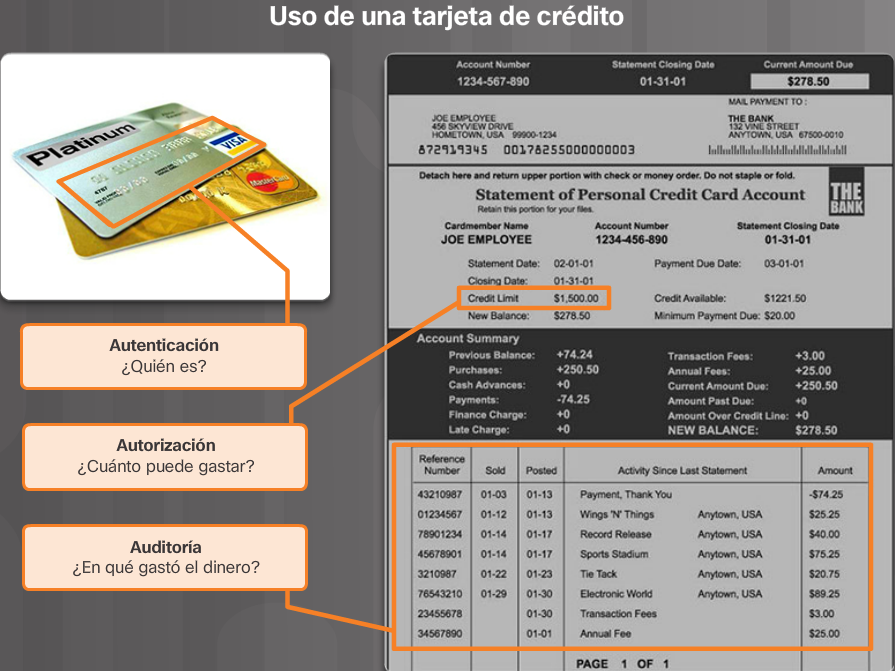 Uso de una tarjeta de crédito
Platinum
VISA
MasterCard
4787
Autenticación
¿Quién es?
Autorización
¿Cuánto puede gastar?
Auditoría
¿En qué gastó el dinero?
Account Number Statement Closing Date Current Amount Due
1234-567-890 01-31-01 $278.50
MAIL PAYMENT TO :
JOE EMPLOYEE THE BANK
456 SKYVIEW DRIVE 132 VINE STREET
HOMETOWN, USA 99900-1234 ANYTOWN, USA 67500-0010
872919345 00178255000000003
Detach here and return upper portion with check or money order. Do not staple or fold.
Statement of Personal Credit Card Account
Retain this portion for your files.
THE
BANK
Cardmember Name Account Number Statement Closing Date
JOE EMPLOYEE 1234-456-890 01-31-01
Statement Date: 02-01-01 Payment Due Date: 03-01-01
Closing Date: 01-31-01
Credit Limit $1,500.00 Credit Available: $1221.50
New Balance: $278.50 Minimum Payment Due: $20.00
Account Summary
Previous Balance: +74.24 Transaction Fees: +3.00
Purchases: +250.50 Annual Fees: +25.00
Cash Advances: +0 Current Amount Due: +250.50
Payments: -74.25 Amount Past Due: +0
Finance Charge: +0 Amount Over Credit Line: +0
Late Charge: +0 NEW BALANCE: $278.50
Reference
Number Sold Posted Activity Since Last Statement Amount
43210987 01-03 01-13 Payment, Thank You -$74.25
01234567 01-12 01-13 Wings 'N' Things Anytown, USA $25.25
78901234 01-14 01-17 Record Release Anytown, USA $40.00
45678901 01-14 01-17 Sports Stadium Anytown, USA $75.25
3210987 01-22 01-23 Tie Tack Anytown, USA $20.75
76543210 01-29 01-30 Electronic World Anytown, USA $89.25
23455678 01-30 Transaction Fees $3.00
34567890 01-01 Annual Fee $25.00
PAGE 1 OF 1